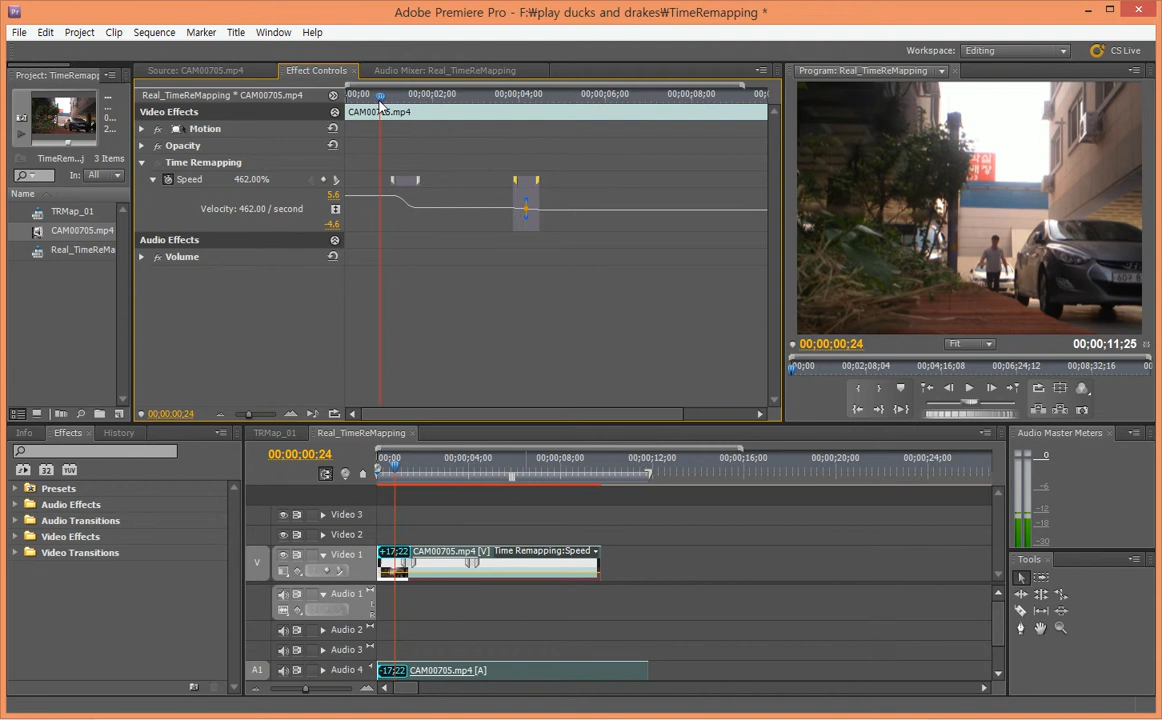 Adobe Premiere Pro - F:₩play ducks and drakes₩TimeRemapping *
File Edit Project Clip Sequence Marker Title Window Help
Workspace: Editing CS Live
Project: TimeRemapp
TimeRem...j 3 Items
In: All
Name
TRMap_01
CAM00705.mp4
Real_TimeReMa
Source: CAM00705.mp4 Effect Controls Audio Mixer: Real_TimeReMapping
Real_TimeReMapping * CAM00705.mp4
:00;00 00;00;02;00 00;00;04;00 00;00;06;00 00;00;08;00
Video Effects
CAM00705.mp4
fx Motion
fx Opacity
Time Remapping
Speed 462.00%
5.6
Velocity: 462.00 / second
-4.6
Audio Effects
fx Volume
00;00;00;24
Program: Real_TimeReMapping
00;00;00;24 Fit 00;00;11;25
00;00 00;02;08;04 00;04;16;08 00;06;24;12 00;08;32;16
Info Effects History
Presets
Audio Effects
Audio Transitions
Video Effects
Video Transitions
TRMap_01 Real_TimeReMapping
00;00;00;24
00;00 00;00;04;00 00;00;08;00 00;00;12;00 00;00;16;00 00;00;20;00 00;00;24;00
Video 3
Video 2
V Video 1
+17;22 CAM00705.mp4 [V] Time Remapping:Speed
Audio 1
Audio 2
Audio 3
A1 Audio 4
-17;22 CAM00705.mp4 [A]
Audio Master Meters
0
-6
-12
-18
-30
Tools